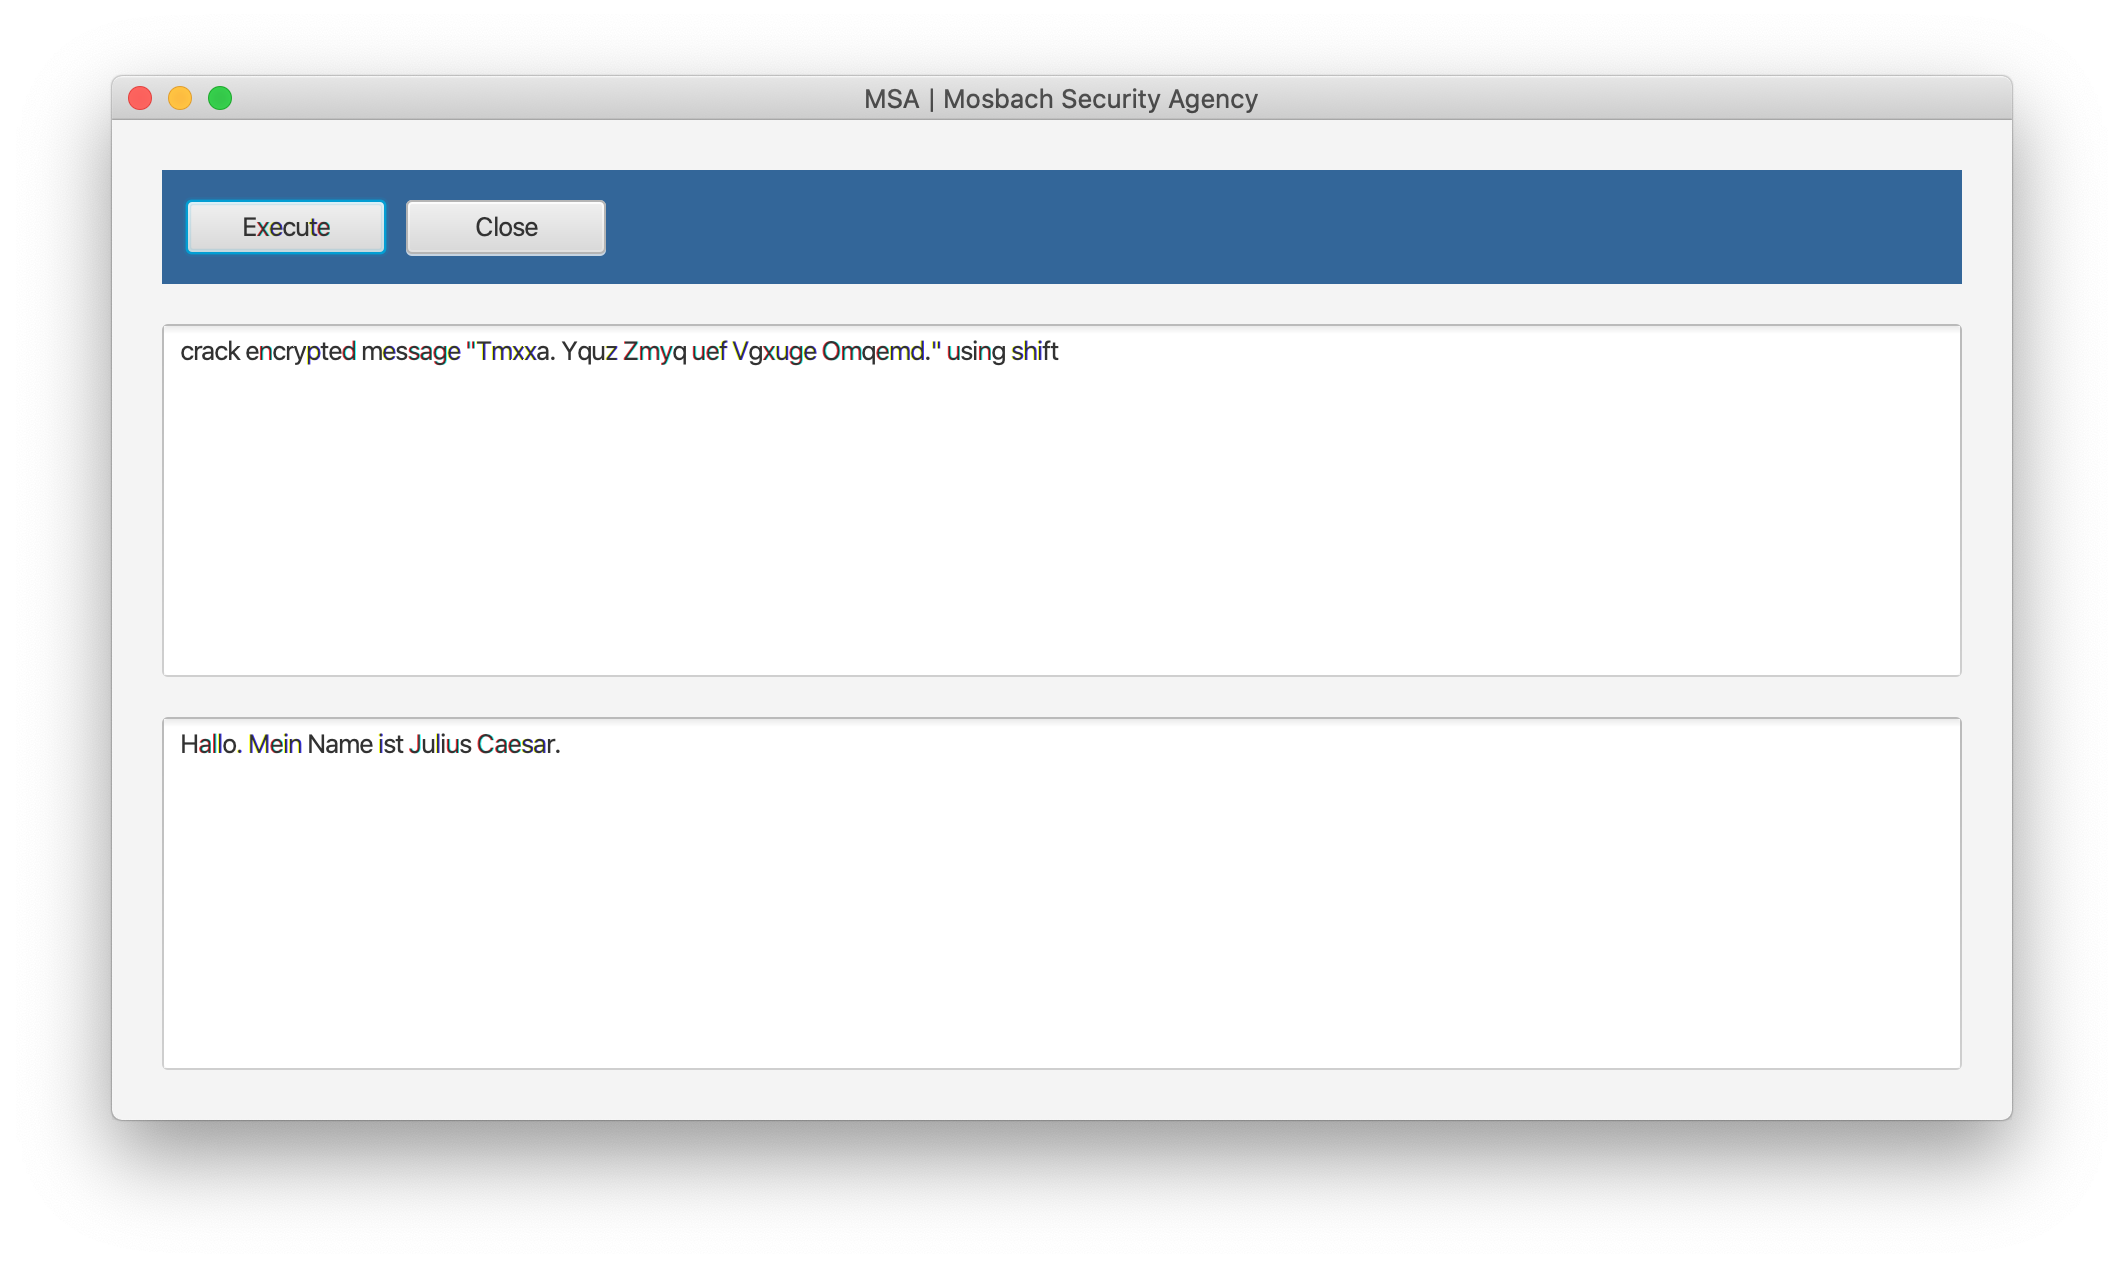 MSA | Mosbach Security Agency
Execute Close
crack encrypted message "Tmxxa. Yquz Zmyq uef Vgxuge Omqemd." using shift
Hallo. Mein Name ist Julius Caesar.